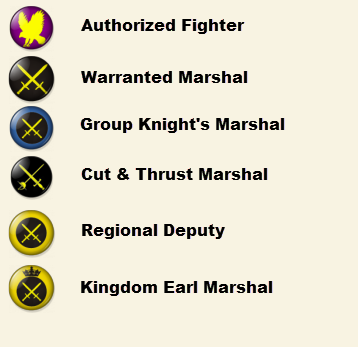 Authorized Fighter
Warranted Marshal
Group Knight's Marshal
Cut & Thrust Marshal
Regional Deputy
Kingdom Earl Marshal